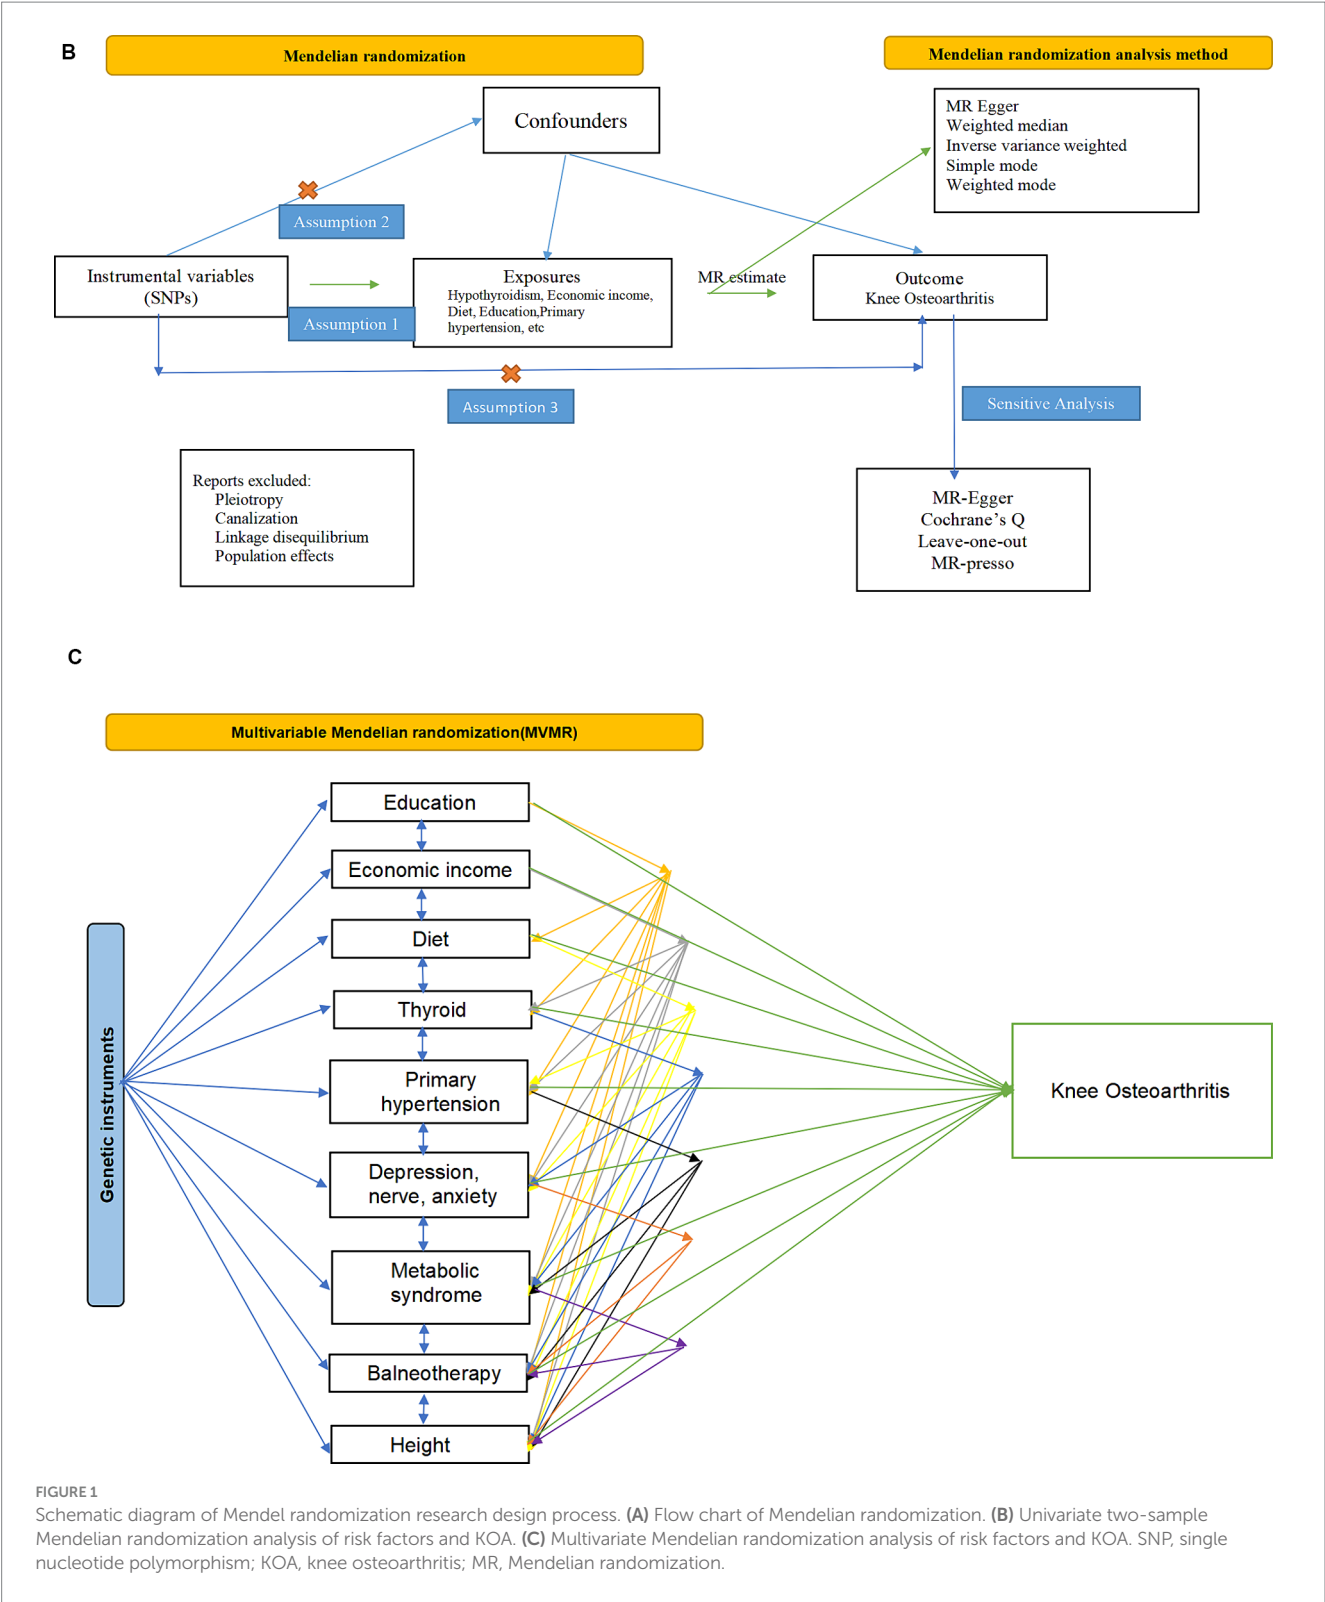 B
Mendelian randomization
Mendelian randomization analysis method
Confounders
MR Egger
Weighted median
Inverse variance weighted
Simple mode
Weighted mode
Assumption 2
Instrumental variables
(SNPs)
Assumption 1
Exposures
Hypothyroidism, Economic income,
Diet, Education,Primary
hypertension, etc
MR estimate
Outcome
Knee Osteoarthritis
Assumption 3
Sensitive Analysis
Reports excluded:
Pleiotropy
Canalization
Linkage disequilibrium
Population effects
MR-Egger
Cochrane’s Q
Leave-one-out
MR-presso
C
Multivariable Mendelian randomization(MVMR)
Genetic instruments
Education
Economic income
Diet
Thyroid
Primary
hypertension
Depression,
nerve, anxiety
Metabolic
syndrome
Balneotherapy
Height
Knee Osteoarthritis
FIGURE 1
Schematic diagram of Mendel randomization research design process. (A) Flow chart of Mendelian randomization. (B) Univariate two-sample
Mendelian randomization analysis of risk factors and KOA. (C) Multivariate Mendelian randomization analysis of risk factors and KOA. SNP, single
nucleotide polymorphism; KOA, knee osteoarthritis; MR, Mendelian randomization.